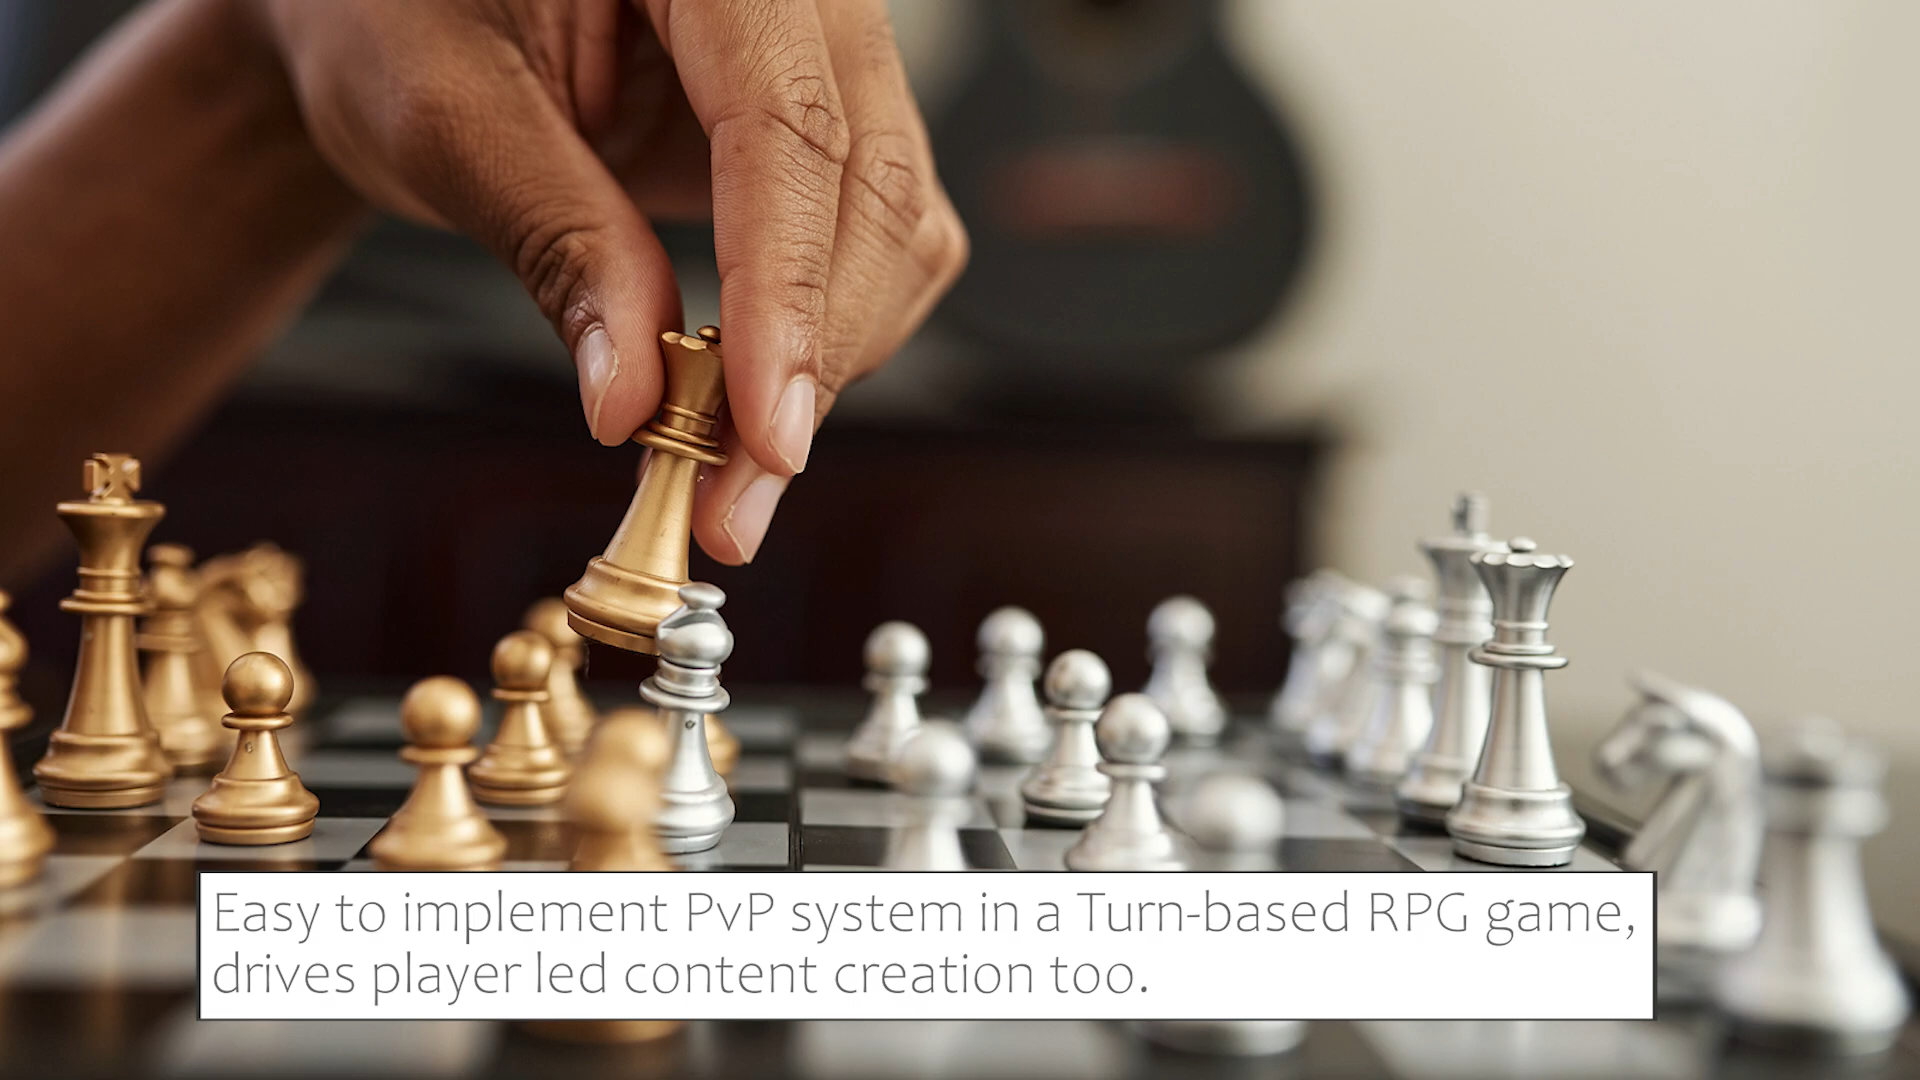 Easy to implement PvP system in a Turn-based RPG game,
drives player led content creation too.